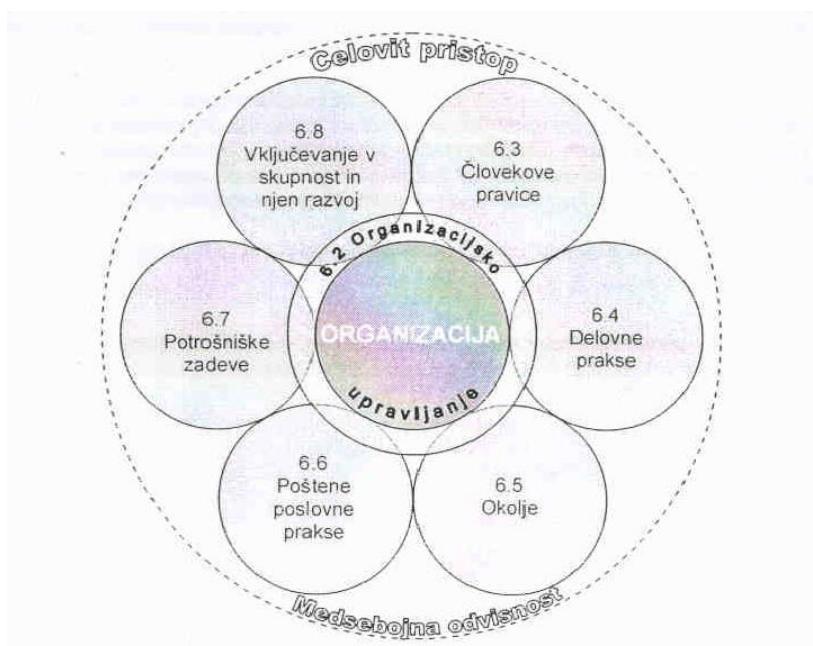 Celovit pristop
6.8
Vključevanje v
skupnost in
njen razvoj
6.3
Človekove
pravice
6.2 Organizacijsko
ORGANIZACIJA
upravljanje
6.7
Potrošniške
zadeve
6.4
Delovne
prakse
6.6
Poštene
poslovne
prakse
6.5
Okolje
Medsebojna odvisnost